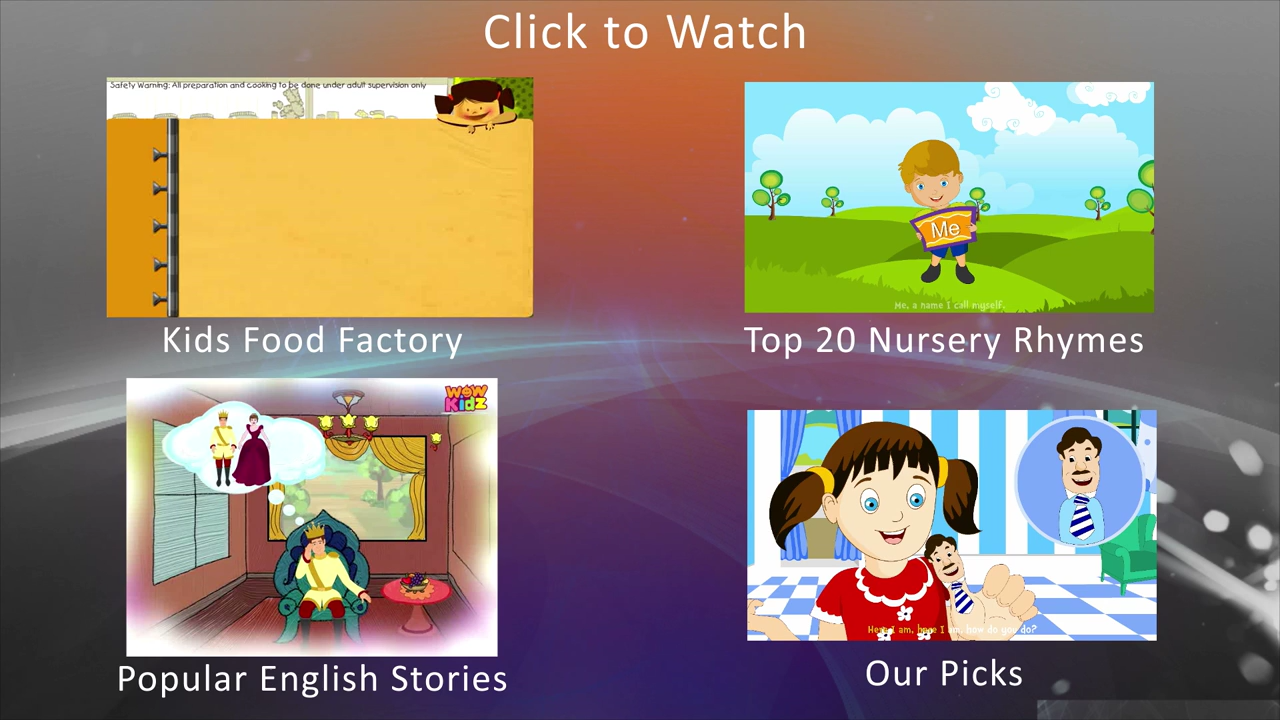 Click to Watch
Safety Warning: All preparation and cooking to be done under adult supervision only
Me
Me, a name I call myself,
Kids Food Factory
Top 20 Nursery Rhymes
WOW
Kidz
Here I am, here I am, how do you do?
Popular English Stories
Our Picks